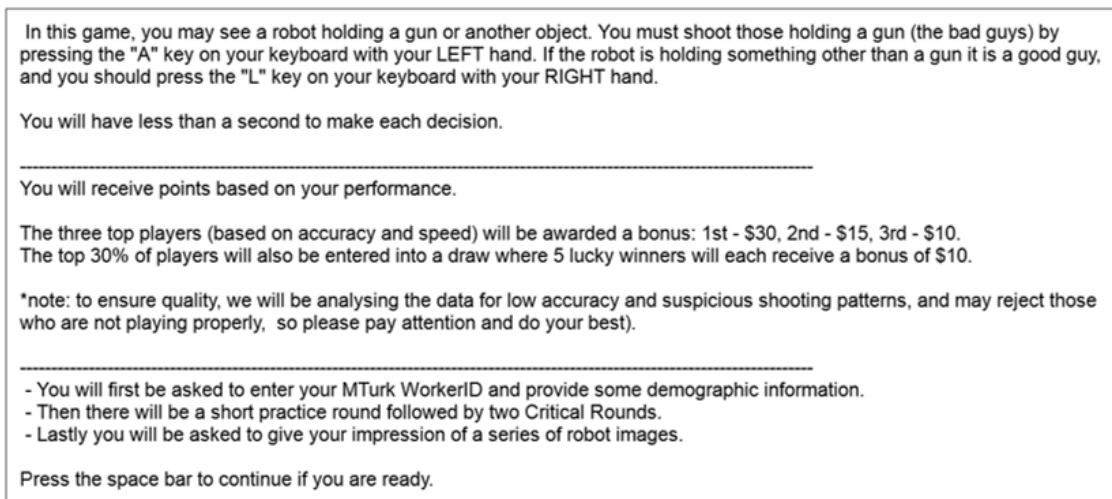 In this game, you may see a robot holding a gun or another object. You must shoot those holding a gun (the bad guys) by
pressing the "A" key on your keyboard with your LEFT hand. If the robot is holding something other than a gun it is a good guy,
and you should press the "L" key on your keyboard with your RIGHT hand.
You will have less than a second to make each decision.
You will receive points based on your performance.
The three top players (based on accuracy and speed) will be awarded a bonus: 1st - $30, 2nd - $15, 3rd - $10.
The top 30% of players will also be entered into a draw where 5 lucky winners will each receive a bonus of $10.
*note: to ensure quality, we will be analysing the data for low accuracy and suspicious shooting patterns, and may reject those
who are not playing properly, so please pay attention and do your best).
- You will first be asked to enter your MTurk WorkerID and provide some demographic information.
- Then there will be a short practice round followed by two Critical Rounds.
- Lastly you will be asked to give your impression of a series of robot images.
Press the space bar to continue if you are ready.